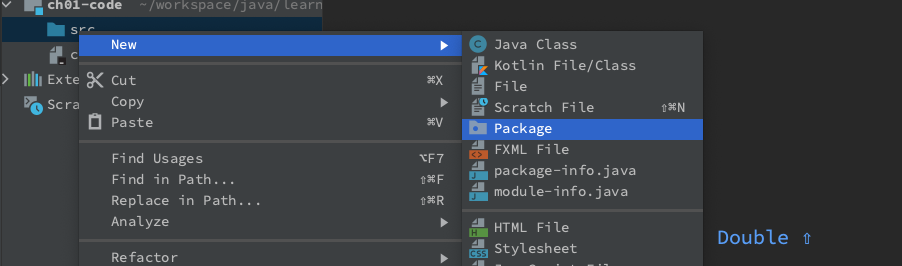 ch01-code ~/workspace/java/learn
src
New
c
Exte
Scra
Cut ⌘X
Copy
Paste ⌘V
Find Usages ⌥F7
Find in Path... ⇧⌘F
Replace in Path... ⇧⌘R
Analyze
Refactor
Java Class
Kotlin File/Class
File
Scratch File ⇧⌘N
Package
FXML File
package-info.java
module-info.java
HTML File
Stylesheet
Double ⇧